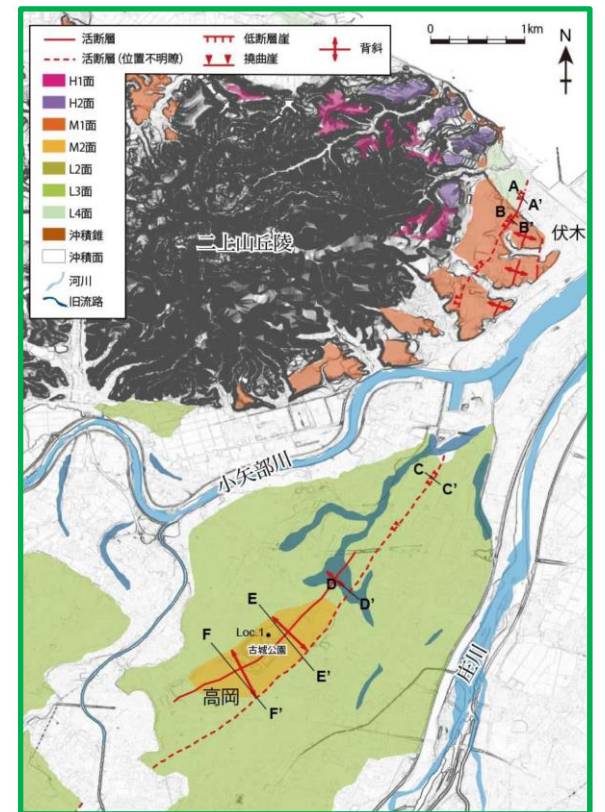 活断層
活断層(位置不明瞭)
低断層崖
撓曲崖
背斜
0 1km
N
H1面
H2面
M1面
M2面
L2面
L3面
L4面
沖積錐
沖積面
河川
旧流路
二上山丘陵
A
A'
B
B'
伏木
小矢部川
C
C'
D
D'
E
Loc.1
古城公園
E'
F
高岡
F'
庄川